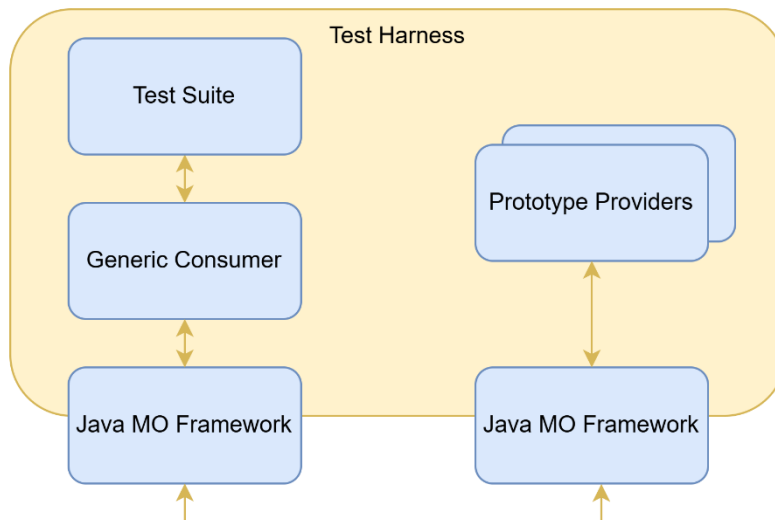 Test Harness
Test Suite
Prototype Providers
Generic Consumer
Java MO Framework
Java MO Framework